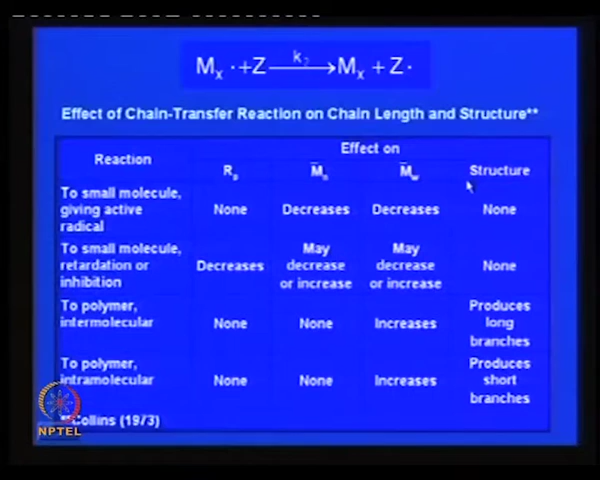 Mx · + Z —k?→ Mx + Z ·
Effect of Chain-Transfer Reaction on Chain Length and Structure**
Reaction
Effect on
Rp
M̅n
M̅w
Structure
To small molecule,
giving active
radical
None
Decreases
Decreases
None
To small molecule,
retardation or
inhibition
Decreases
May
decrease
or increase
May
decrease
or increase
None
To polymer,
intermolecular
None
None
Increases
Produces
long
branches
To polymer,
intramolecular
None
None
Increases
Produces
short
branches
**Collins (1973)
NPTEL